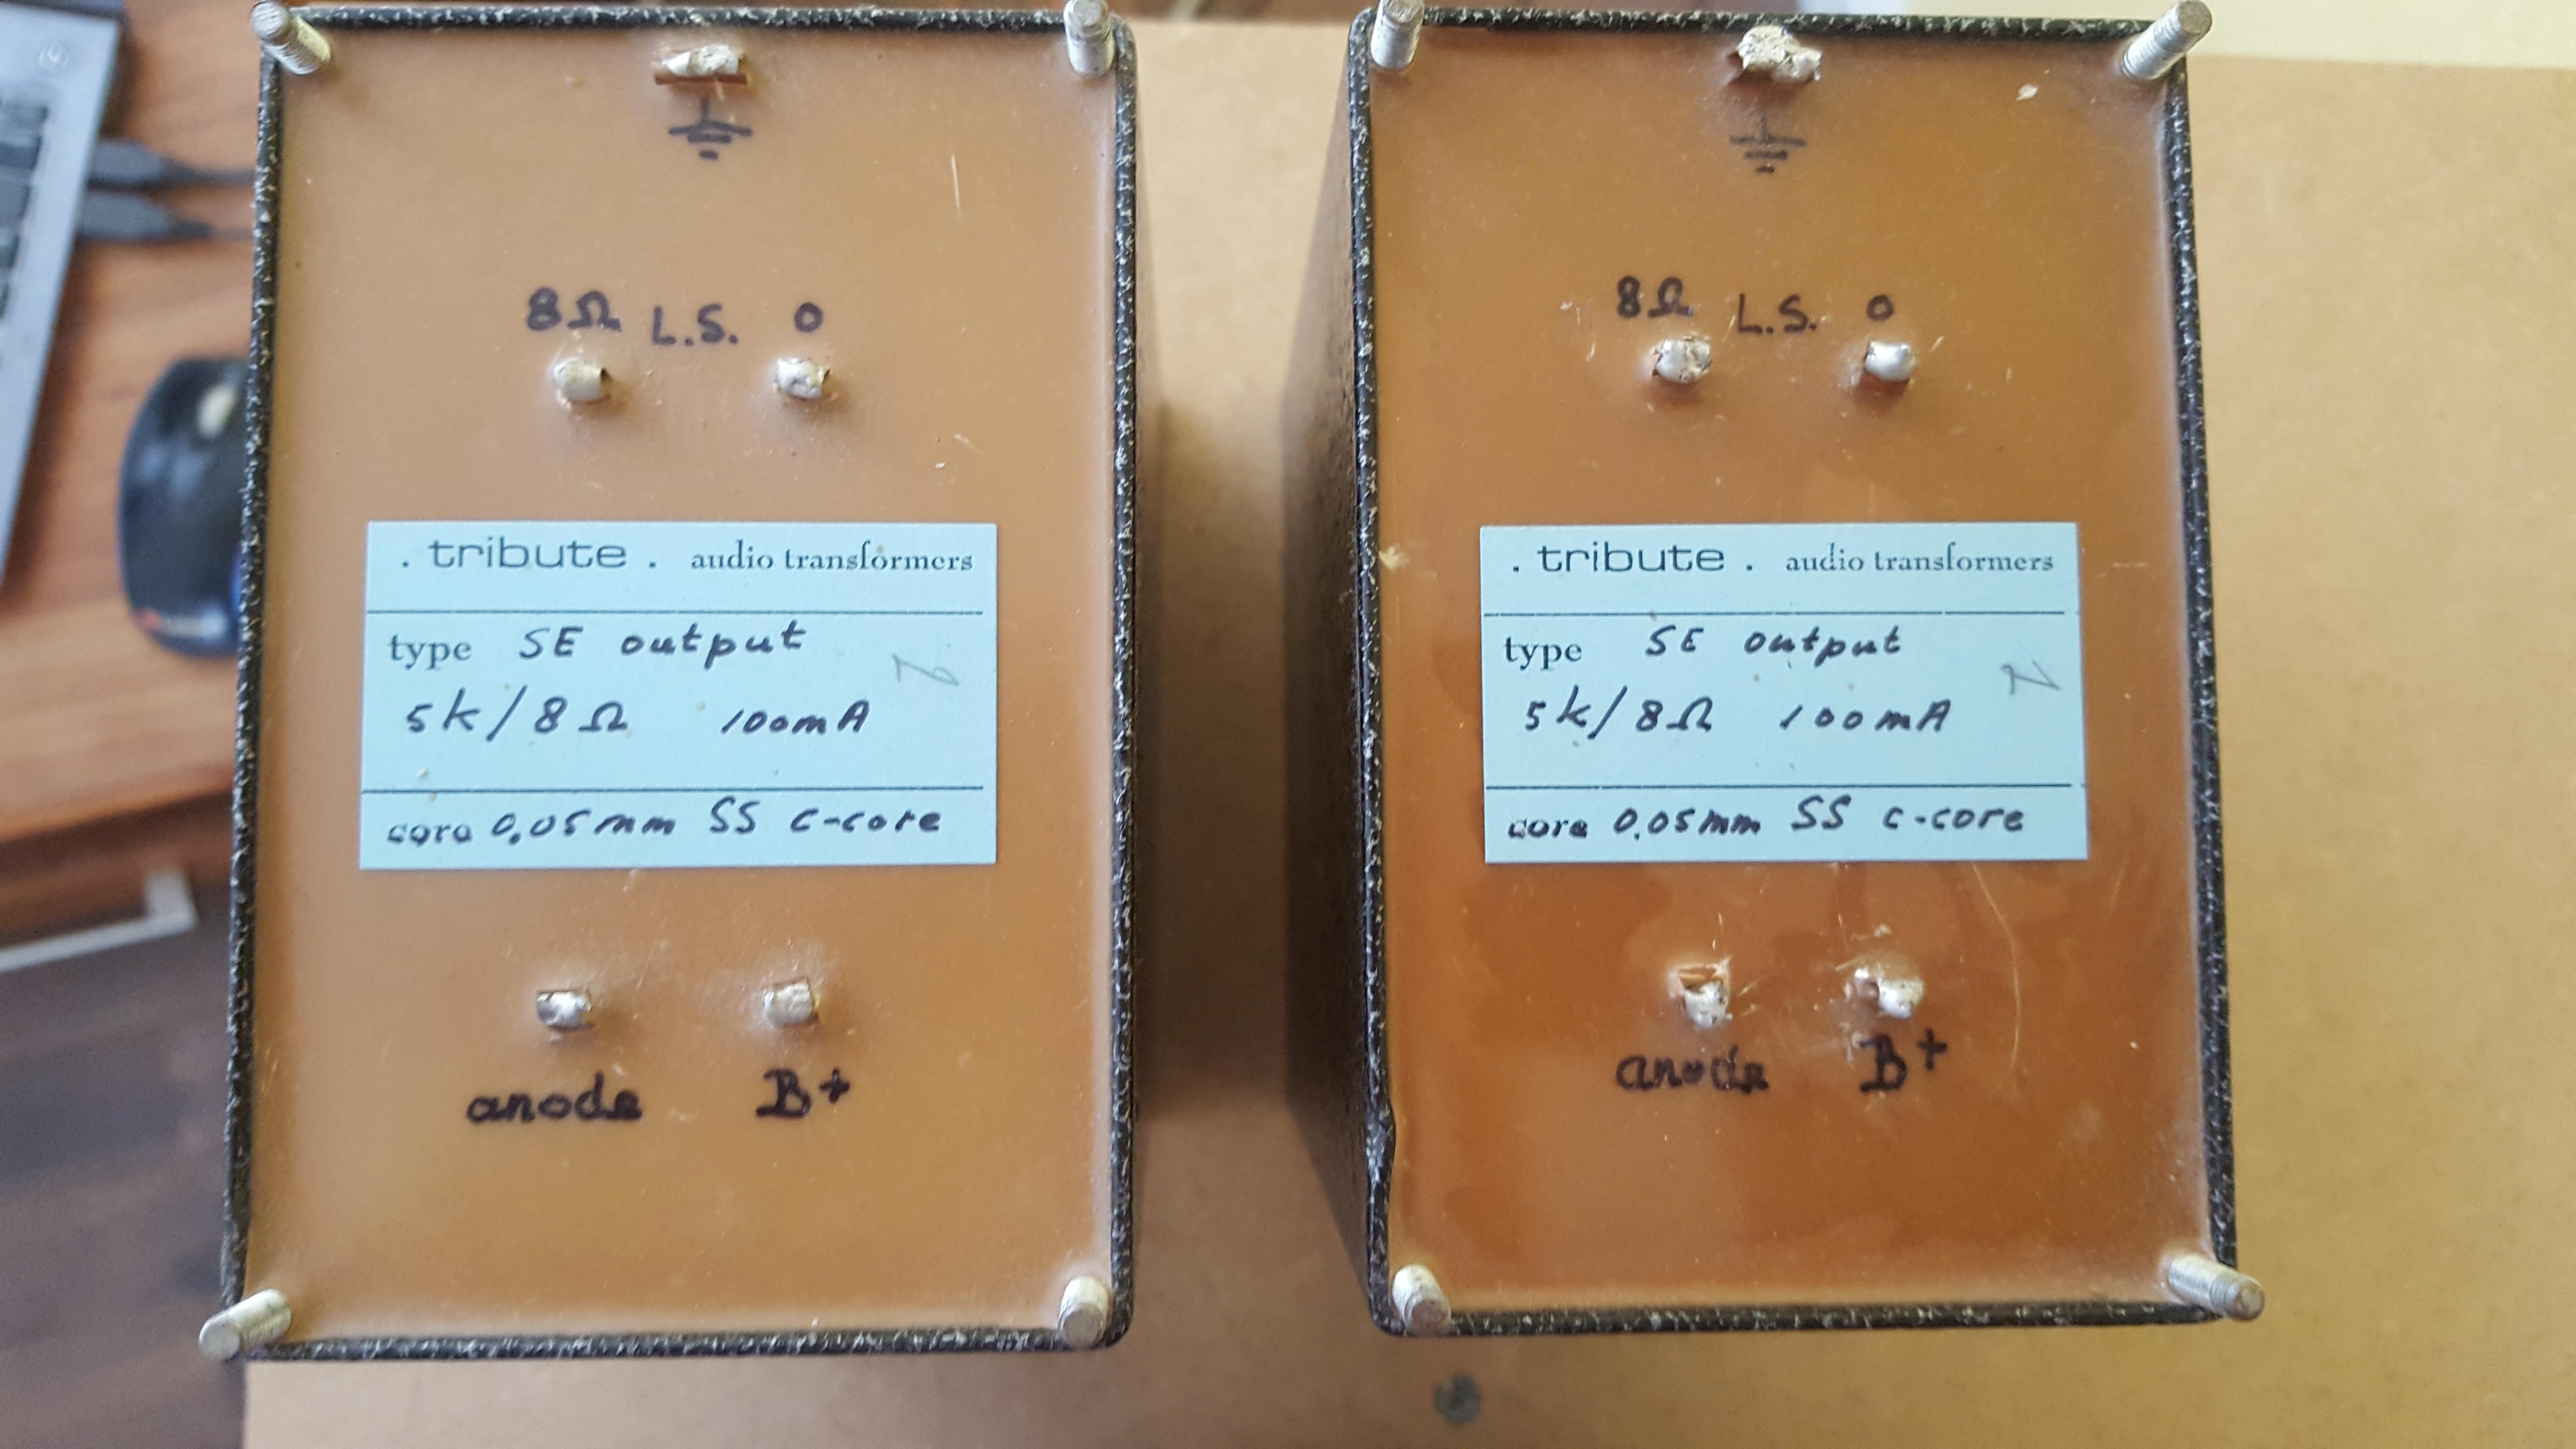 8Ω L.S. 0
. tribute . audio transformers
type SE output
5k/8Ω 100mA
core 0,05mm SS c-core
anode B+
8Ω L.S. 0
. tribute . audio transformers
type SE output
5k/8Ω 100mA
core 0,05mm SS c-core
anode B+